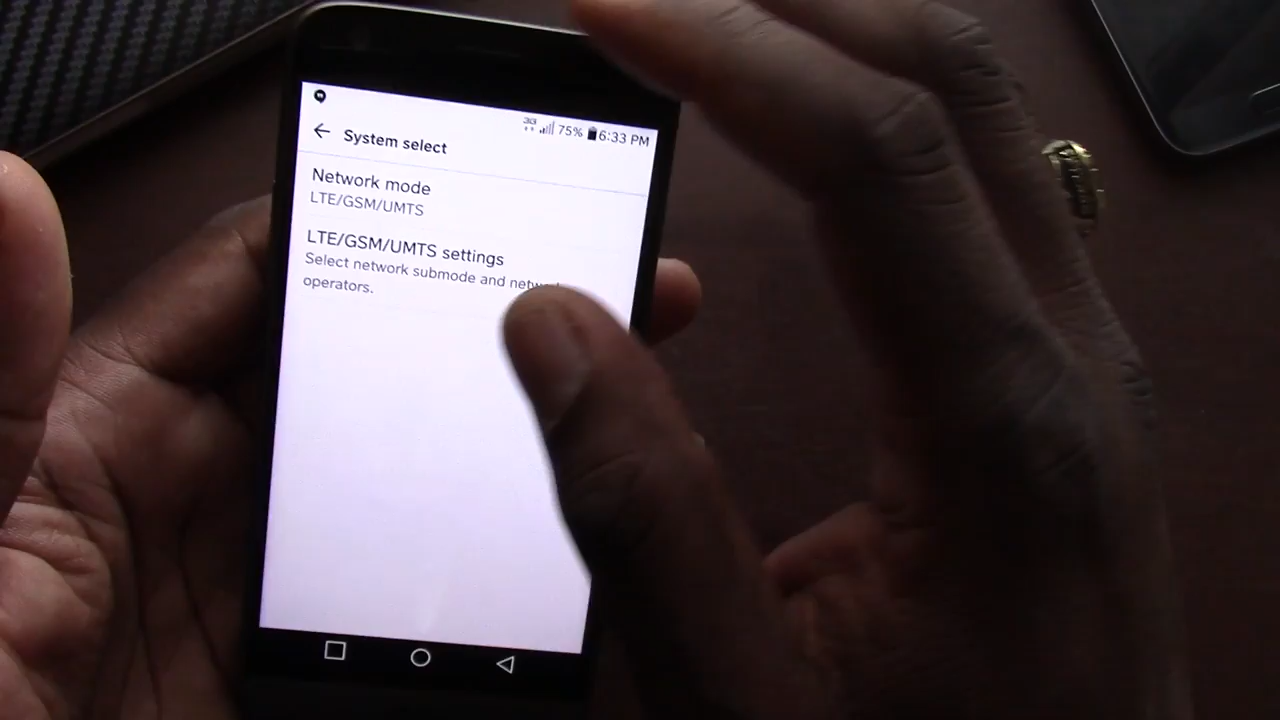 3G 75% 6:33 PM
System select
Network mode
LTE/GSM/UMTS
LTE/GSM/UMTS settings
Select network submode and
operators.